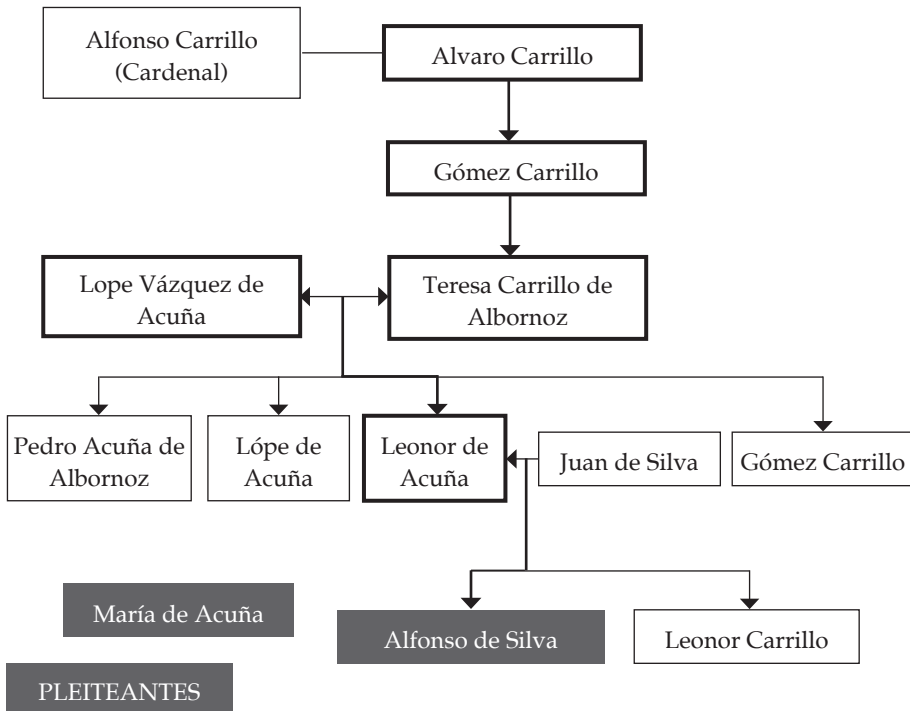 Alfonso Carrillo
(Cardenal)
Alvaro Carrillo
Gómez Carrillo
Lope Vázquez de
Acuña
Teresa Carrillo de
Albornoz
Pedro Acuña de
Albornoz
Lópe de
Acuña
Leonor de
Acuña
Juan de Silva
Gómez Carrillo
María de Acuña
Alfonso de Silva
Leonor Carrillo
PLEITEANTES